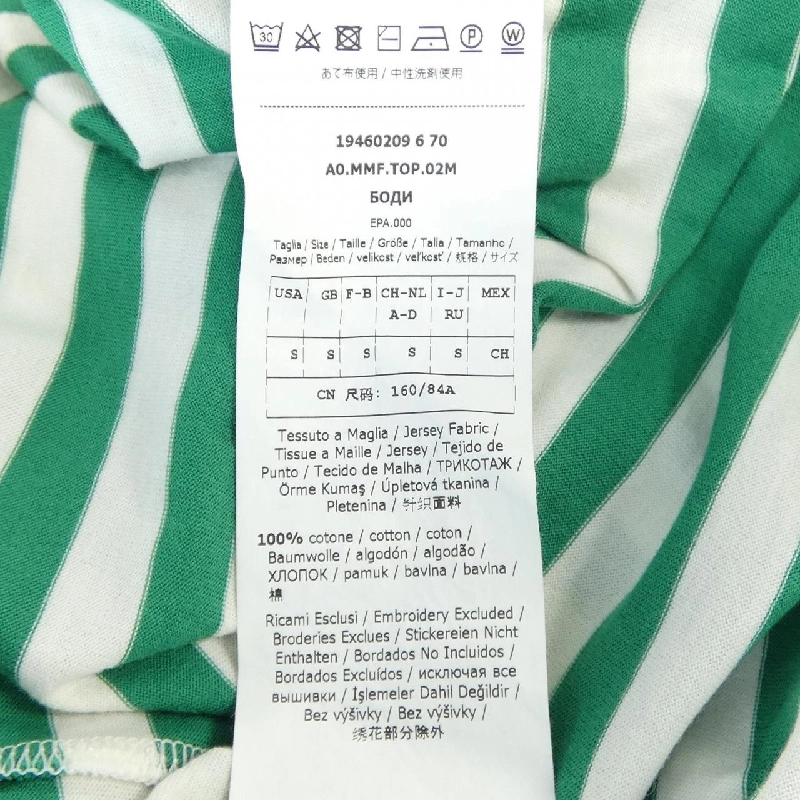 30 P W
あて布使用 / 中性洗剤使用
19460209 6 70
A0.MMF.TOP.02M
БОДИ
EPA.000
Taglia / Size / Taille / Größe / Talla / Tamanho /
Размер / Beden / velikost / veľkosť / 规格 / サイズ
USA GB F-B CH-NL I-J MEX
A-D RU
S S S S S CH
CN 尺码: 160/84A
Tessuto a Maglia / Jersey Fabric /
Tissue a Maille / Jersey / Tejido de
Punto / Tecido de Malha / ТРИКОТАЖ /
Örme Kumaş / Úpletová tkanina /
Pletenina / 针织面料
100% cotone / cotton / coton /
Baumwolle / algodón / algodão /
ХЛОПОК / pamuk / bavlna / bavlna /
棉
Ricami Esclusi / Embroidery Excluded /
Broderies Exclues / Stickereien Nicht
Enthalten / Bordados No Incluidos /
Bordados Excluídos / исключая все
вышивки / İşlemeler Dahil Değildir /
Bez výšivky / Bez výšivky /
绣花部分除外